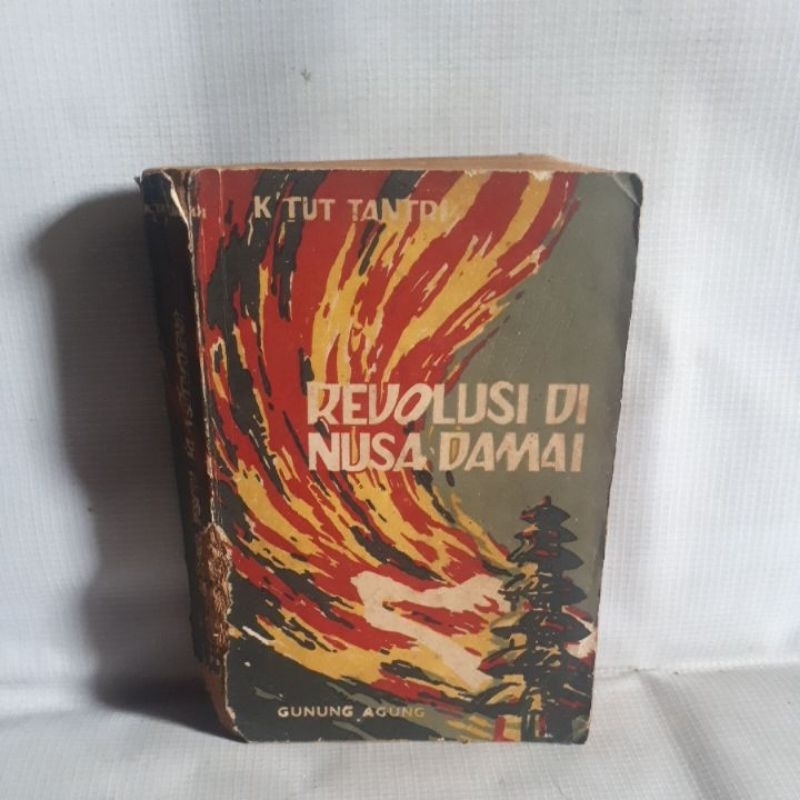 K'TUT TANTRI
REVOLUSI DI
NUSA DAMAI
GUNUNG AGUNG